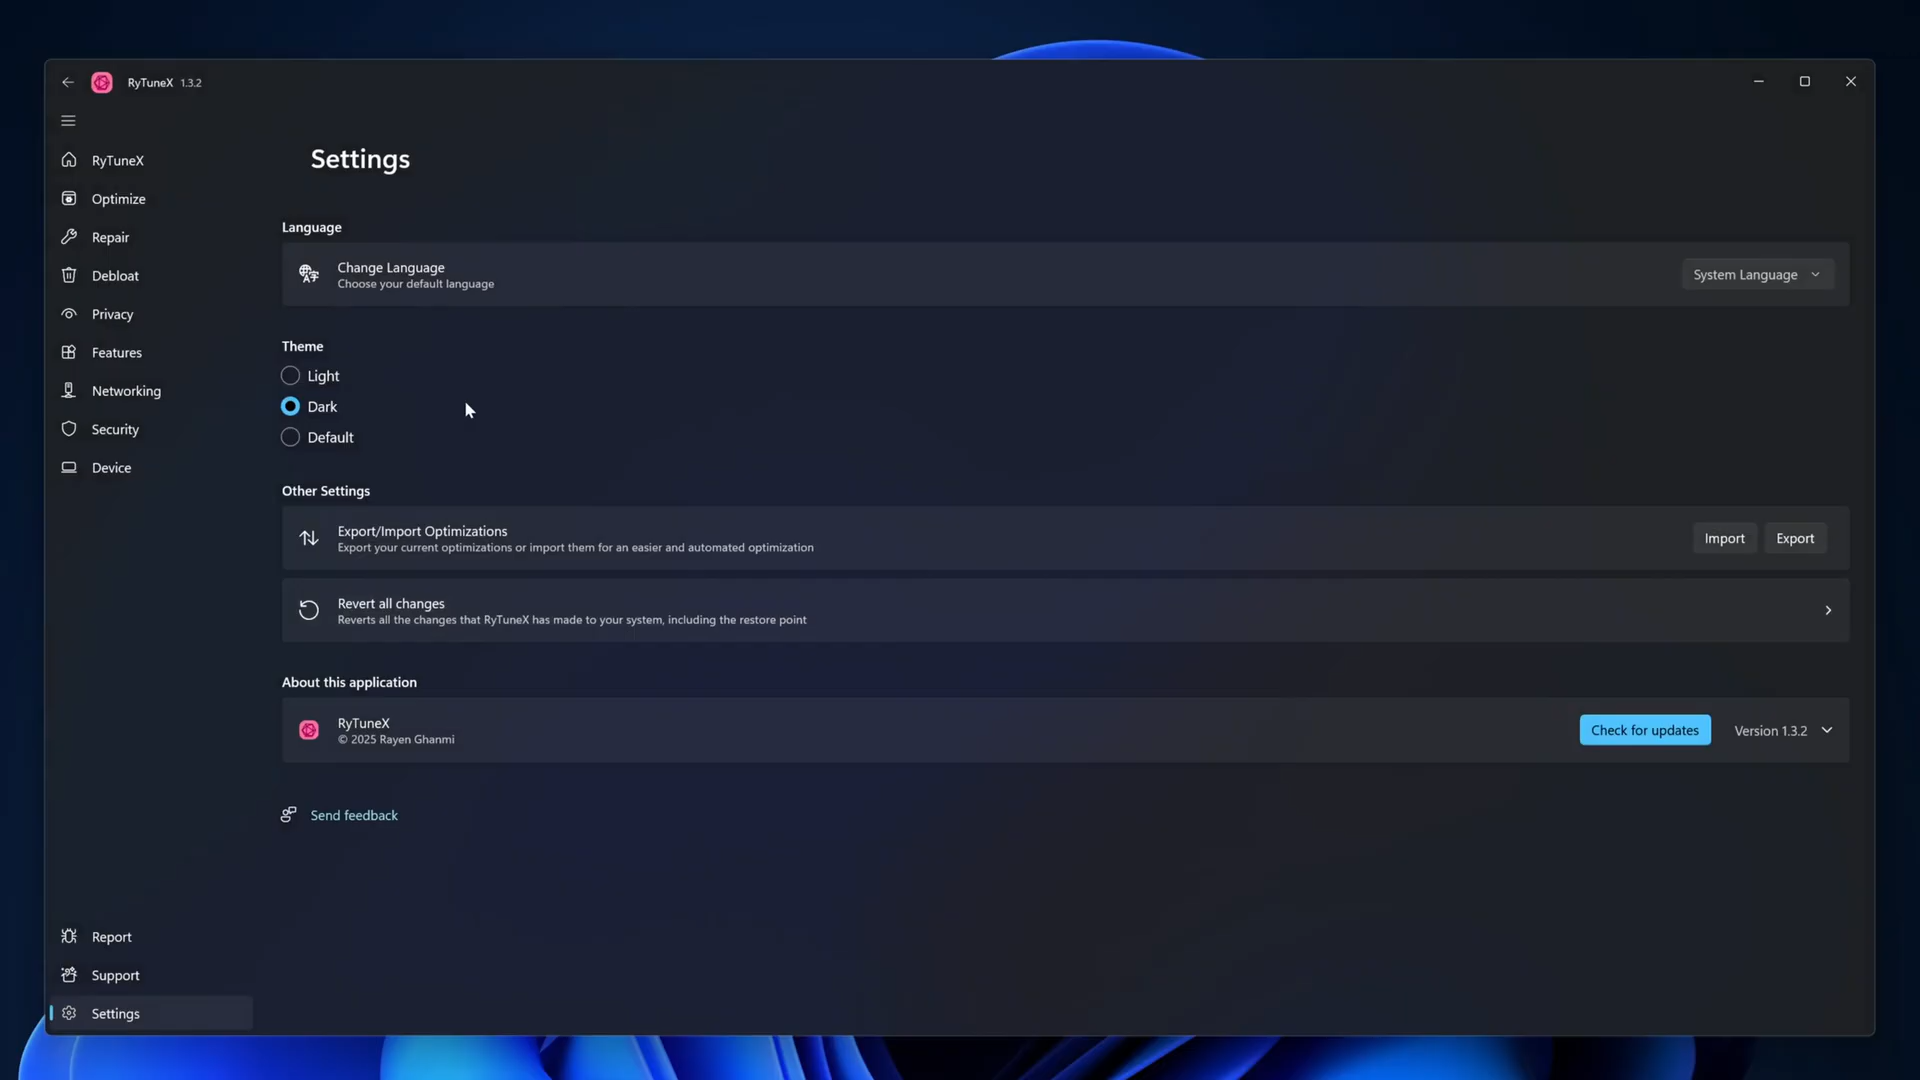 RyTuneX 1.3.2
RyTuneX
Optimize
Repair
Debloat
Privacy
Features
Networking
Security
Device
Report
Support
Settings
Settings
Language
Change Language
Choose your default language
System Language
Theme
Light
Dark
Default
Other Settings
Export/Import Optimizations
Export your current optimizations or import them for an easier and automated optimization
Import
Export
Revert all changes
Reverts all the changes that RyTuneX has made to your system, including the restore point
About this application
RyTuneX
© 2025 Rayen Ghanmi
Check for updates
Version 1.3.2
Send feedback